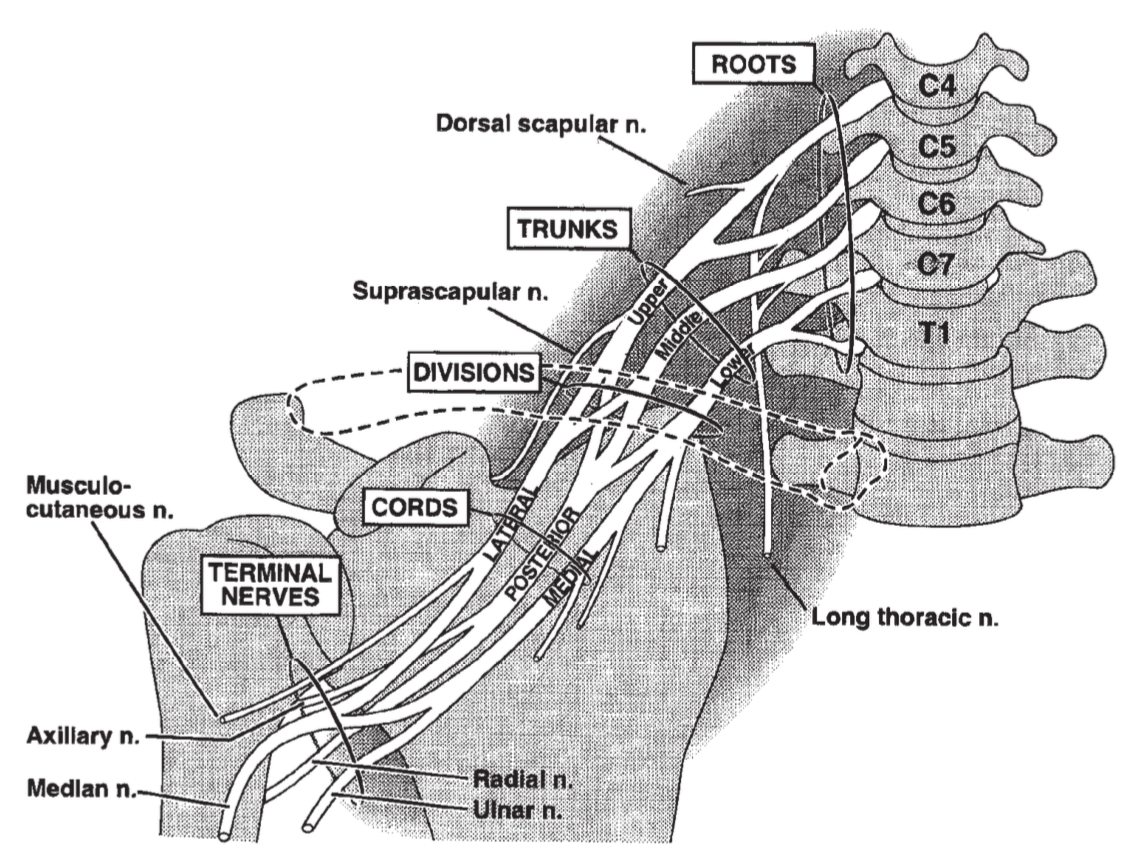 ROOTS
C4
Dorsal scapular n.
C5
C6
TRUNKS
C7
Suprascapular n.
Upper
Middle
Lower
T1
DIVISIONS
Musculo-
cutaneous n.
CORDS
LATERAL
POSTERIOR
MEDIAL
TERMINAL
NERVES
Long thoracic n.
Axillary n.
Median n.
Radial n.
Ulnar n.